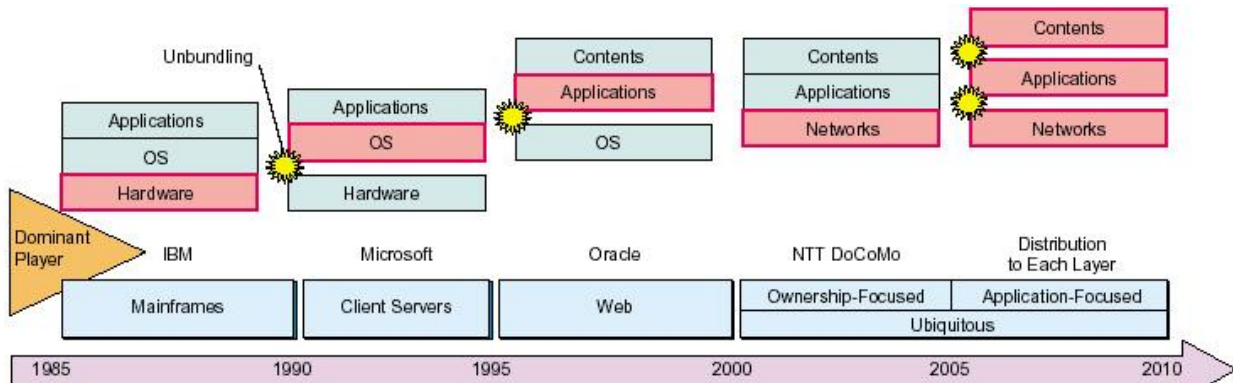 Unbundling
Applications
OS
Hardware
Applications
OS
Hardware
Contents
Applications
OS
Contents
Applications
Networks
Contents
Applications
Networks
Dominant
Player
IBM
Microsoft
Oracle
NTT DoCoMo
Distribution
to Each Layer
Mainframes
Client Servers
Web
Ownership-Focused
Application-Focused
Ubiquitous
1985
1990
1995
2000
2005
2010